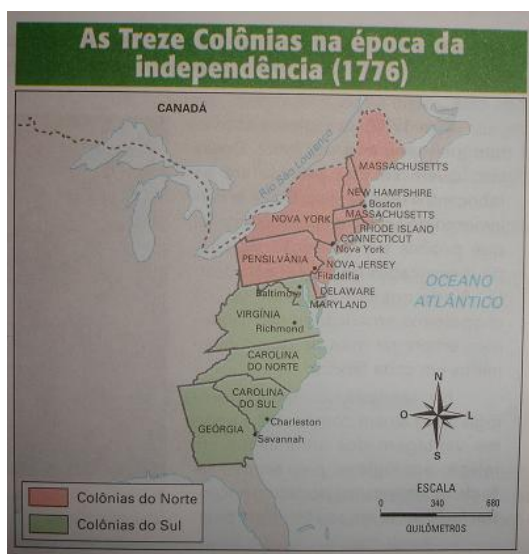 As Treze Colônias na época da
independência (1776)
CANADÁ
Rio São Lourenço
MASSACHUSETTS
NEW HAMPSHIRE
Boston
NOVA YORK
MASSACHUSETTS
RHODE ISLAND
CONNECTICUT
Nova York
PENSILVÂNIA
NOVA JERSEY
Filadélfia
OCEANO
ATLÂNTICO
DELAWARE
Baltimore
MARYLAND
VIRGÍNIA
Richmond
CAROLINA
DO NORTE
CAROLINA
DO SUL
N
O
L
S
Charleston
GEÓRGIA
Savannah
Colônias do Norte
Colônias do Sul
ESCALA
0 340 680
QUILÔMETROS